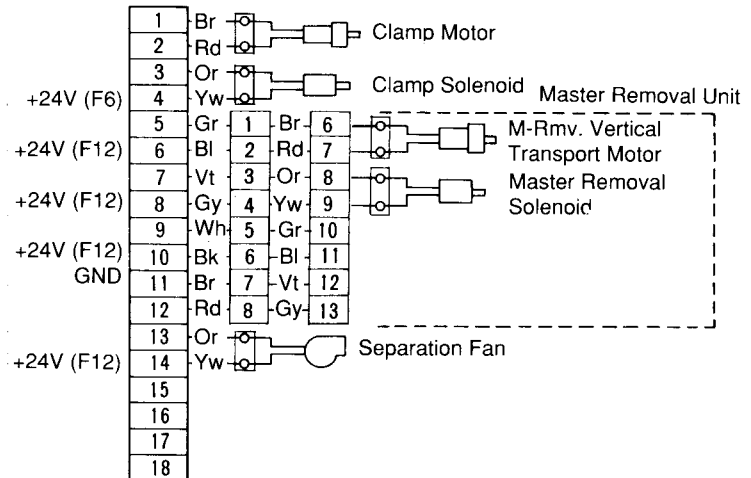 1 Br Clamp Motor
2 Rd
3 Or Clamp Solenoid
+24V (F6) 4 Yw Master Removal Unit
5 Gr 1 Br 6 M-Rmv. Vertical
+24V (F12) 6 Bl 2 Rd 7 Transport Motor
7 Vt 3 Or 8 Master Removal
+24V (F12) 8 Gy 4 Yw 9 Solenoid
9 Wh 5 Gr 10
+24V (F12) 10 Bk 6 Bl 11
GND 11 Br 7 Vt 12
12 Rd 8 Gy 13
13 Or Separation Fan
+24V (F12) 14 Yw
15
16
17
18